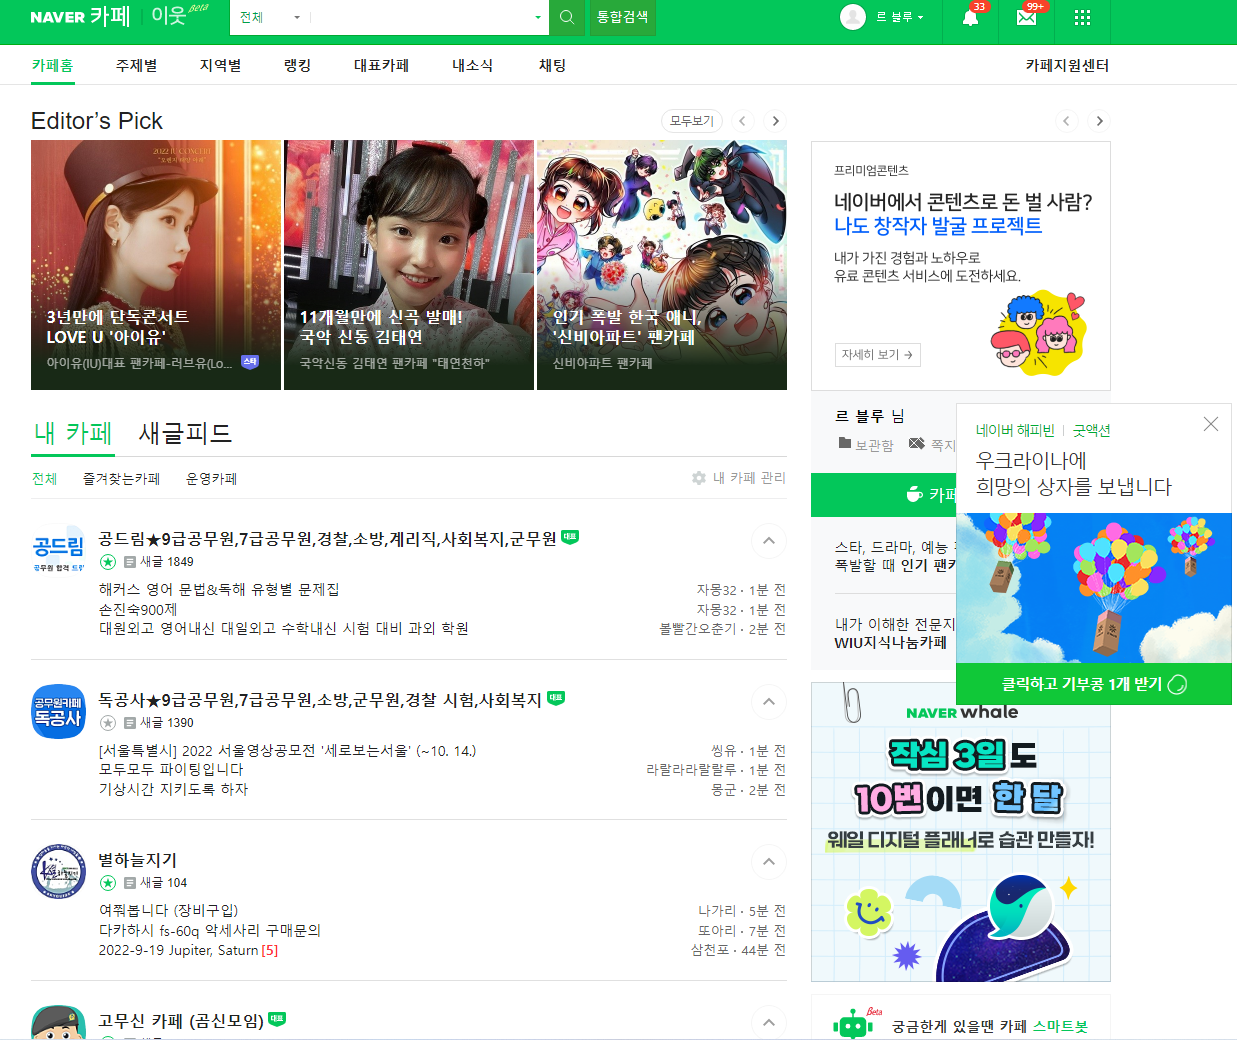 NAVER 카페 이웃 Beta
전체
통합검색
르 블루
33
99+
카페홈 주제별 지역별 랭킹 대표카페 내소식 채팅 카페지원센터
Editor's Pick
모두보기
2022 IU CONCERT
3년만에 단독콘서트
LOVE U '아이유'
아이유(IU)대표 팬카페-러브유(Lo... 스타
11개월만에 신곡 발매!
국악 신동 김태연
국악신동 김태연 팬카페 "태연천하"
인기 폭발 한국 애니,
'신비아파트' 팬카페
신비아파트 팬카페
프리미엄콘텐츠
네이버에서 콘텐츠로 돈 벌 사람?
나도 창작자 발굴 프로젝트
내가 가진 경험과 노하우로
유료 콘텐츠 서비스에 도전하세요.
자세히 보기
내 카페 새글피드
전체 즐겨찾는카페 운영카페 내 카페 관리
공드림
공무원 합격 드림
공드림★9급공무원,7급공무원,경찰,소방,계리직,사회복지,군무원 대표
새글 1849
해커스 영어 문법&독해 유형별 문제집 자몽32 · 1분 전
손진숙900제 자몽32 · 1분 전
대원외고 영어내신 대일외고 수학내신 시험 대비 과외 학원 볼빨간오춘기 · 2분 전
공무원카페
독공사
독공사★9급공무원,7급공무원,소방,군무원,경찰 시험,사회복지 대표
새글 1390
[서울특별시] 2022 서울영상공모전 '세로보는서울' (~10. 14.) 씽유 · 1분 전
모두모두 파이팅입니다 라랄라라랄랄루 · 1분 전
기상시간 지키도록 하자 몽군 · 2분 전
별하늘지기
새글 104
여쭤봅니다 (장비구입) 나가리 · 5분 전
다카하시 fs-60q 악세사리 구매문의 또아리 · 7분 전
2022-9-19 Jupiter, Saturn [5] 삼천포 · 44분 전
고무신 카페 (곰신모임) 대표
르 블루 님
보관함 쪽지
카페
스타, 드라마, 예능
폭발할 때 인기 팬카
내가 이해한 전문지
WIU지식나눔카페
네이버 해피빈 굿액션
우크라이나에
희망의 상자를 보냅니다
클릭하고 기부콩 1개 받기
NAVER whale
작심 3일도
10번이면 한 달
웨일 디지털 플래너로 습관 만들자!
Beta
궁금한게 있을땐 카페 스마트봇